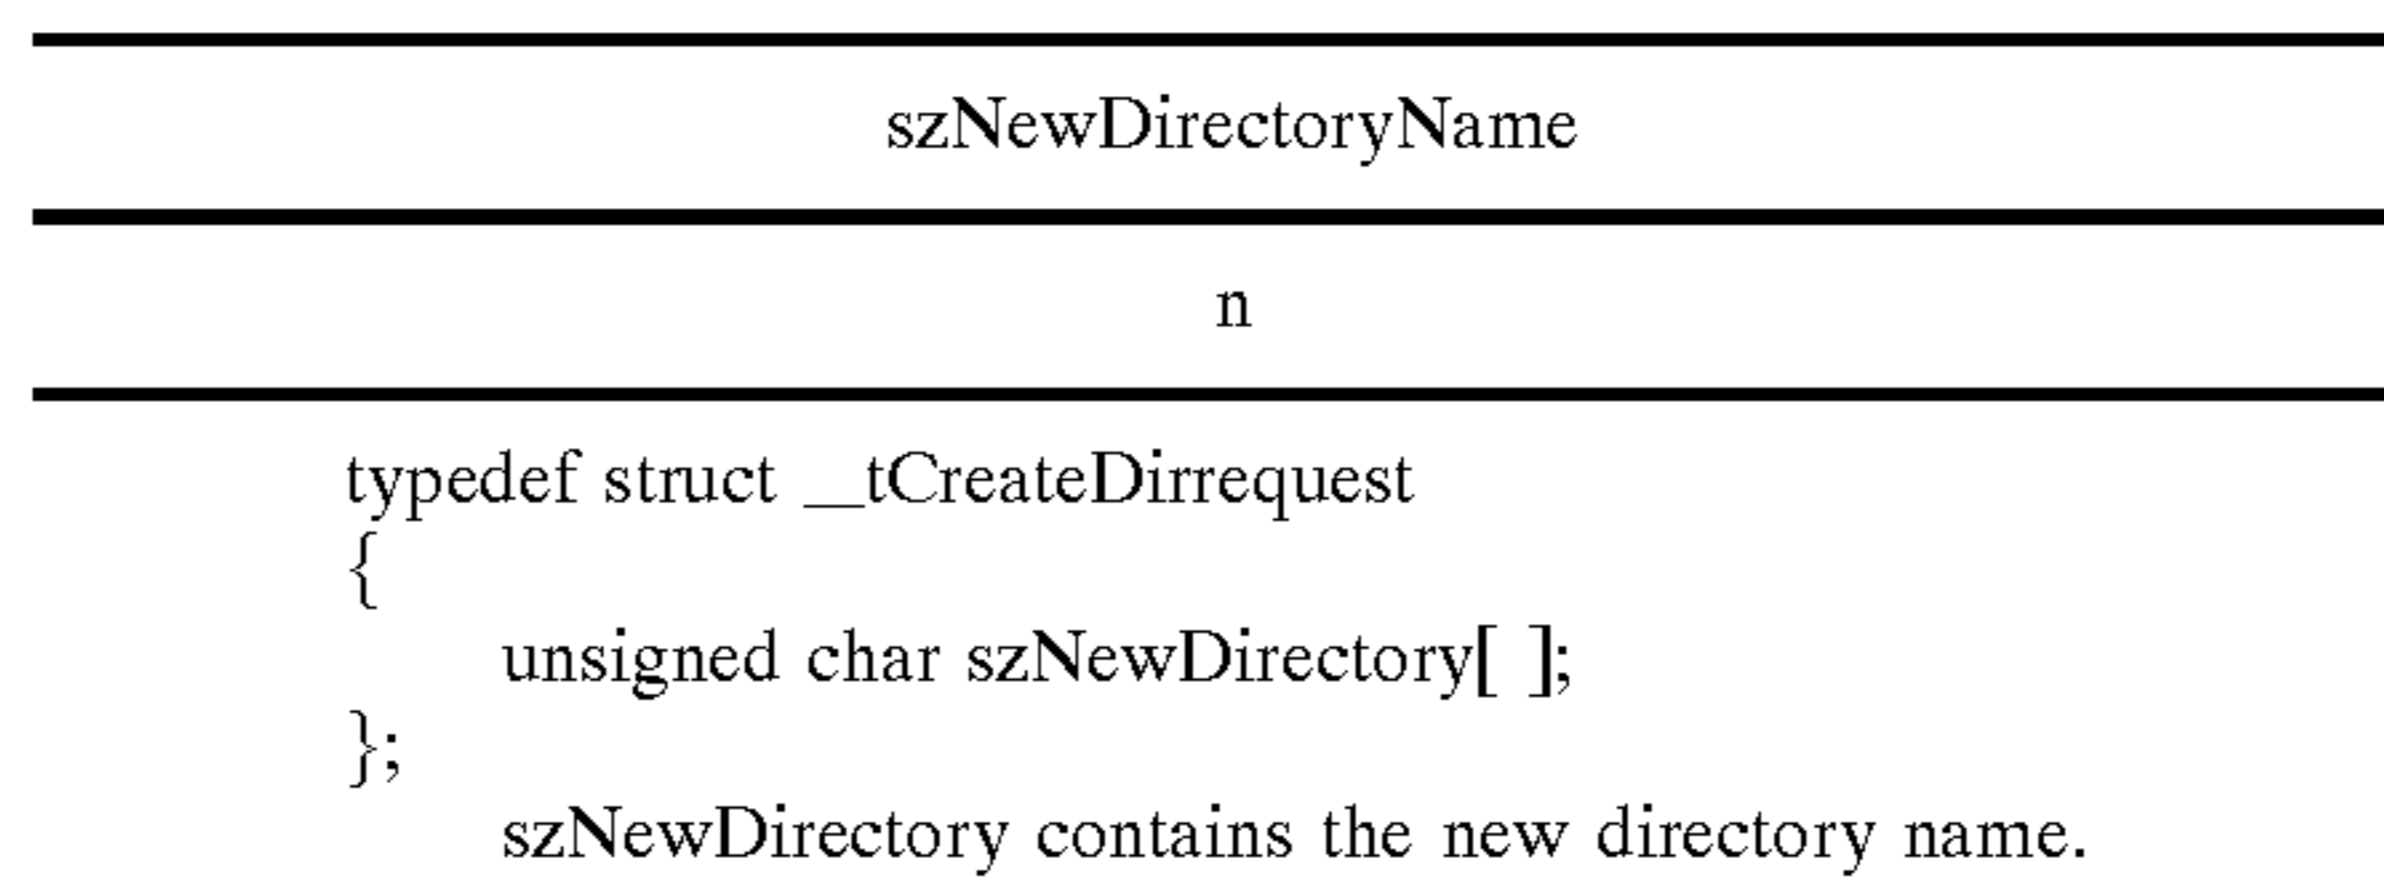 szNewDirectoryName
n
typedef struct __tCreateDirrequest
{
unsigned char szNewDirectory[ ];
};
szNewDirectory contains the new directory name.